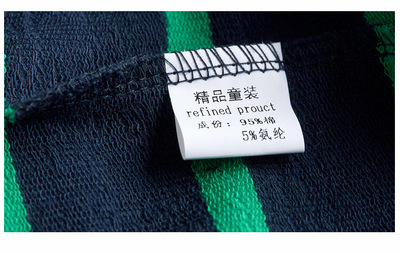 精品童装
refined prouct
成份: 95%棉
5%氨纶